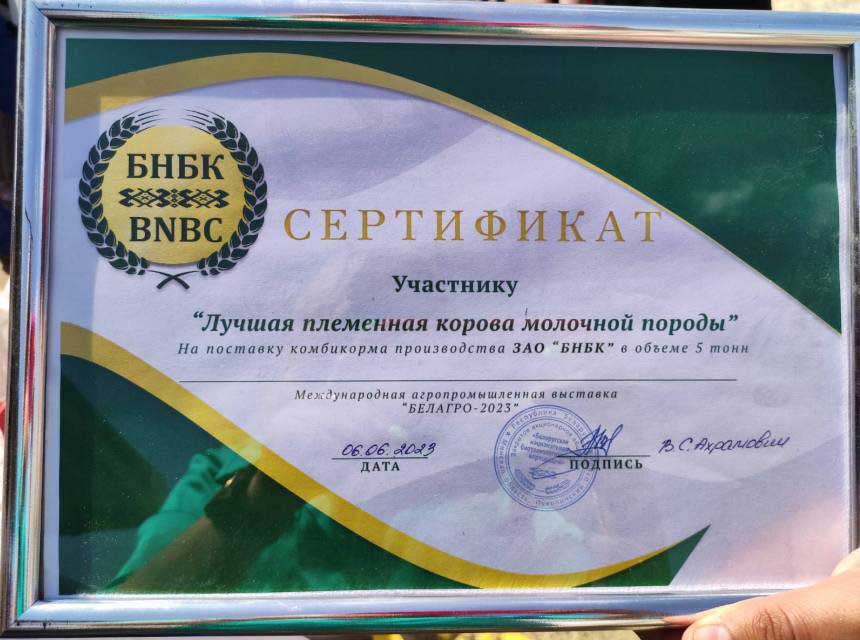 БНБК
BNBC
СЕРТИФИКАТ
Участнику
“Лучшая племенная корова молочной породы”
На поставку комбикорма производства ЗАО “БНБК” в объеме 5 тонн
Международная агропромышленная выставка
“БЕЛАГРО-2023”
06.06.2023
ДАТА
ПОДПИСЬ
В.С. Ахрамович